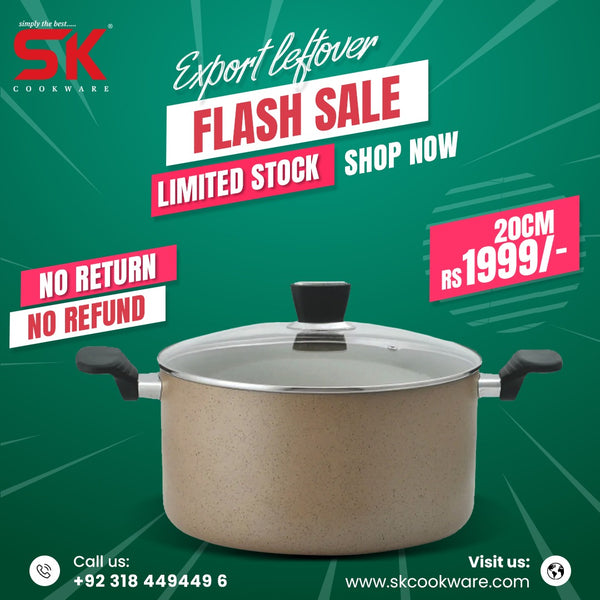 simply the best.....
SK®
COOKWARE
Export leftover
FLASH SALE
LIMITED STOCK
SHOP NOW
20CM
RS 1999/-
NO RETURN
NO REFUND
Call us:
+92 318 449449 6
Visit us:
www.skcookware.com